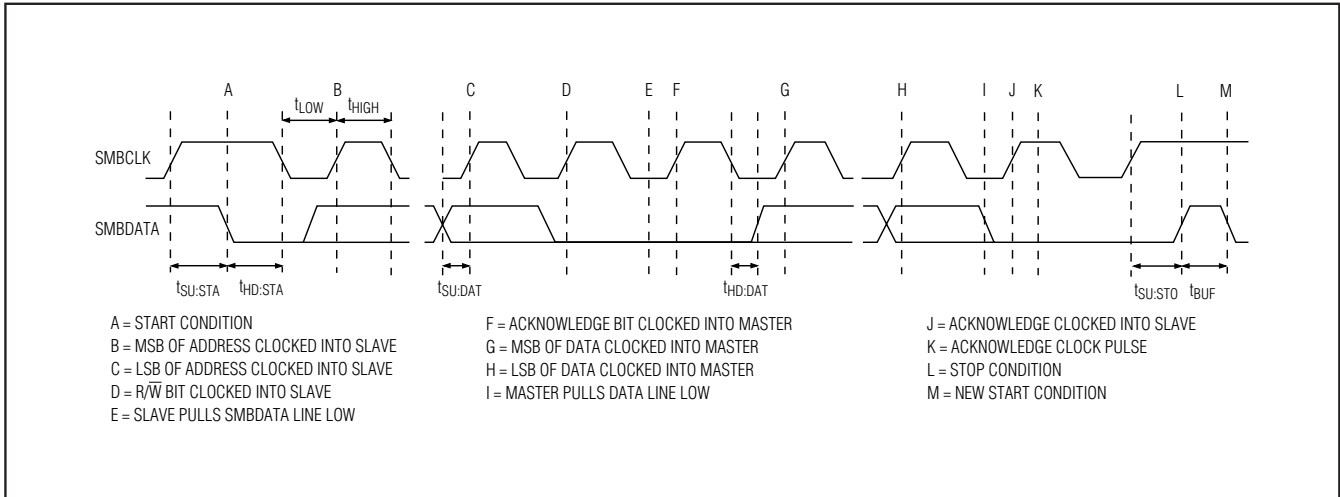 A B C D E F G H I J K L M
tLOW tHIGH
SMBCLK
SMBDATA
tSU:STA tHD:STA tSU:DAT tHD:DAT tSU:STO tBUF
A = START CONDITION
B = MSB OF ADDRESS CLOCKED INTO SLAVE
C = LSB OF ADDRESS CLOCKED INTO SLAVE
D = R/W̅ BIT CLOCKED INTO SLAVE
E = SLAVE PULLS SMBDATA LINE LOW
F = ACKNOWLEDGE BIT CLOCKED INTO MASTER
G = MSB OF DATA CLOCKED INTO MASTER
H = LSB OF DATA CLOCKED INTO MASTER
I = MASTER PULLS DATA LINE LOW
J = ACKNOWLEDGE CLOCKED INTO SLAVE
K = ACKNOWLEDGE CLOCK PULSE
L = STOP CONDITION
M = NEW START CONDITION